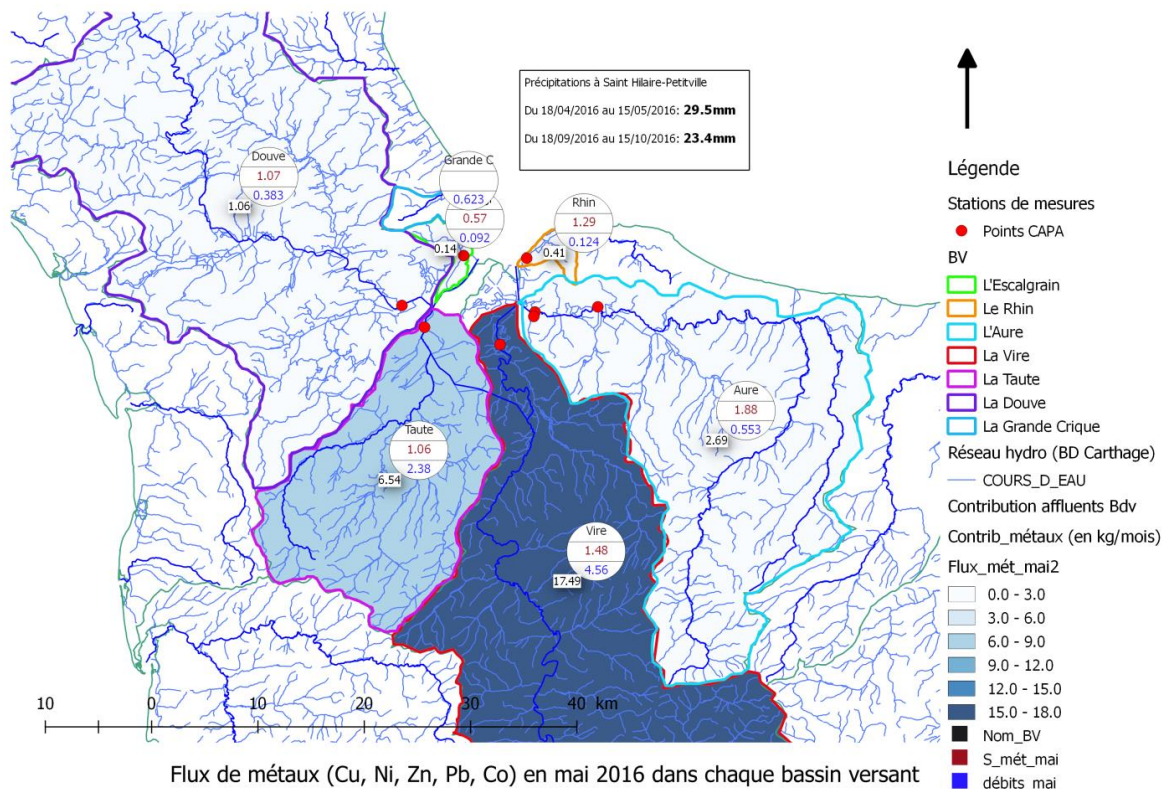 Précipitations à Saint Hilaire-Petitville
Du 18/04/2016 au 15/05/2016: 29.5mm
Du 18/09/2016 au 15/10/2016: 23.4mm
Douve
1.07
0.383
1.06
Grande C
0.623
0.57
0.092
0.14
Rhin
1.29
0.124
0.41
Taute
1.06
2.38
6.54
Aure
1.88
0.553
2.69
Vire
1.48
4.56
17.49
10 0 10 20 30 40 km
Légende
Stations de mesures
Points CAPA
BV
L'Escalgrain
Le Rhin
L'Aure
La Vire
La Taute
La Douve
La Grande Crique
Réseau hydro (BD Carthage)
COURS_D_EAU
Contribution affluents Bdv
Contrib_métaux (en kg/mois)
Flux_mét_mai2
0.0 - 3.0
3.0 - 6.0
6.0 - 9.0
9.0 - 12.0
12.0 - 15.0
15.0 - 18.0
Nom_BV
S_mét_mai
débits_mai
Flux de métaux (Cu, Ni, Zn, Pb, Co) en mai 2016 dans chaque bassin versant